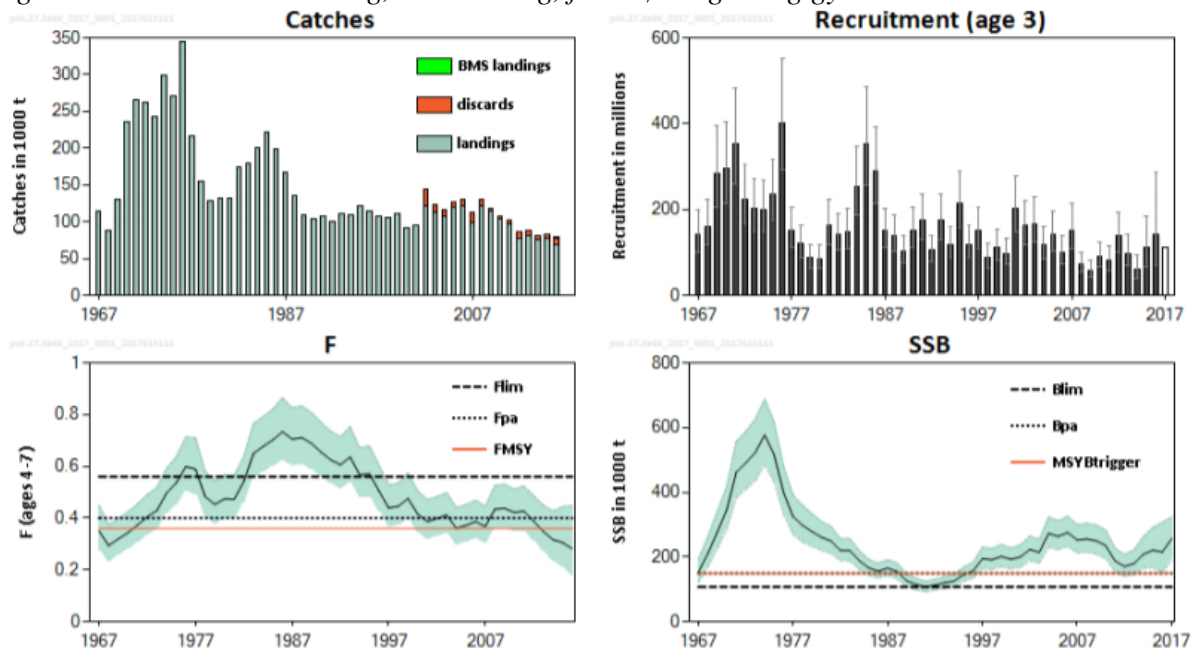 Catches
350
300
250
200
150
100
50
0
Catches in 1000 t
BMS landings
discards
landings
1967
1987
2007
Recruitment (age 3)
600
400
200
0
Recruitment in millions
1967
1977
1987
1997
2007
2017
F
1
0.8
0.6
0.4
0.2
0
F (ages 4-7)
Flim
Fpa
FMSY
1967
1977
1987
1997
2007
SSB
800
600
400
200
0
SSB in 1000 t
Blim
Bpa
MSYBtrigger
1967
1977
1987
1997
2007
2017